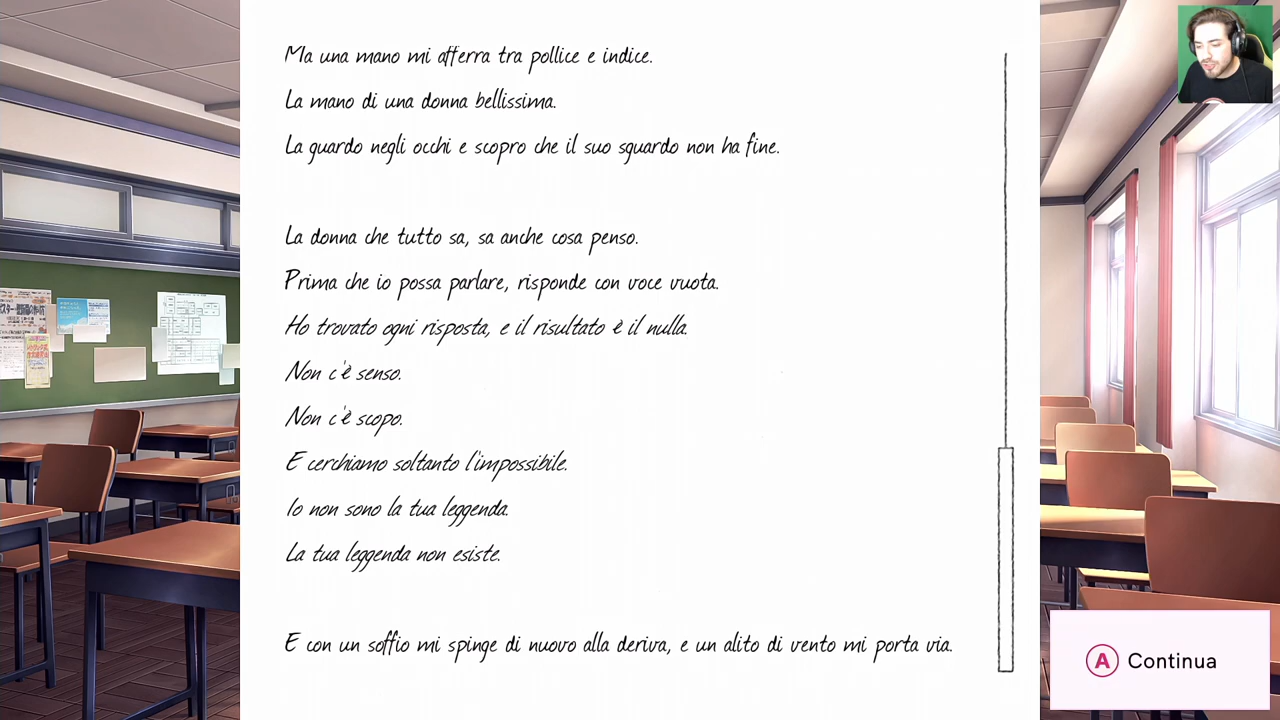 Ma una mano mi afferra tra pollice e indice.
La mano di una donna bellissima.
La guardo negli occhi e scopro che il suo sguardo non ha fine.
La donna che tutto sa, sa anche cosa penso.
Prima che io possa parlare, risponde con voce vuota.
Ho trovato ogni risposta, e il risultato è il nulla.
Non c'è senso.
Non c'è scopo.
E cerchiamo soltanto l'impossibile.
Io non sono la tua leggenda.
La tua leggenda non esiste.
E con un soffio mi spinge di nuovo alla deriva, e un alito di vento mi porta via.
A Continua